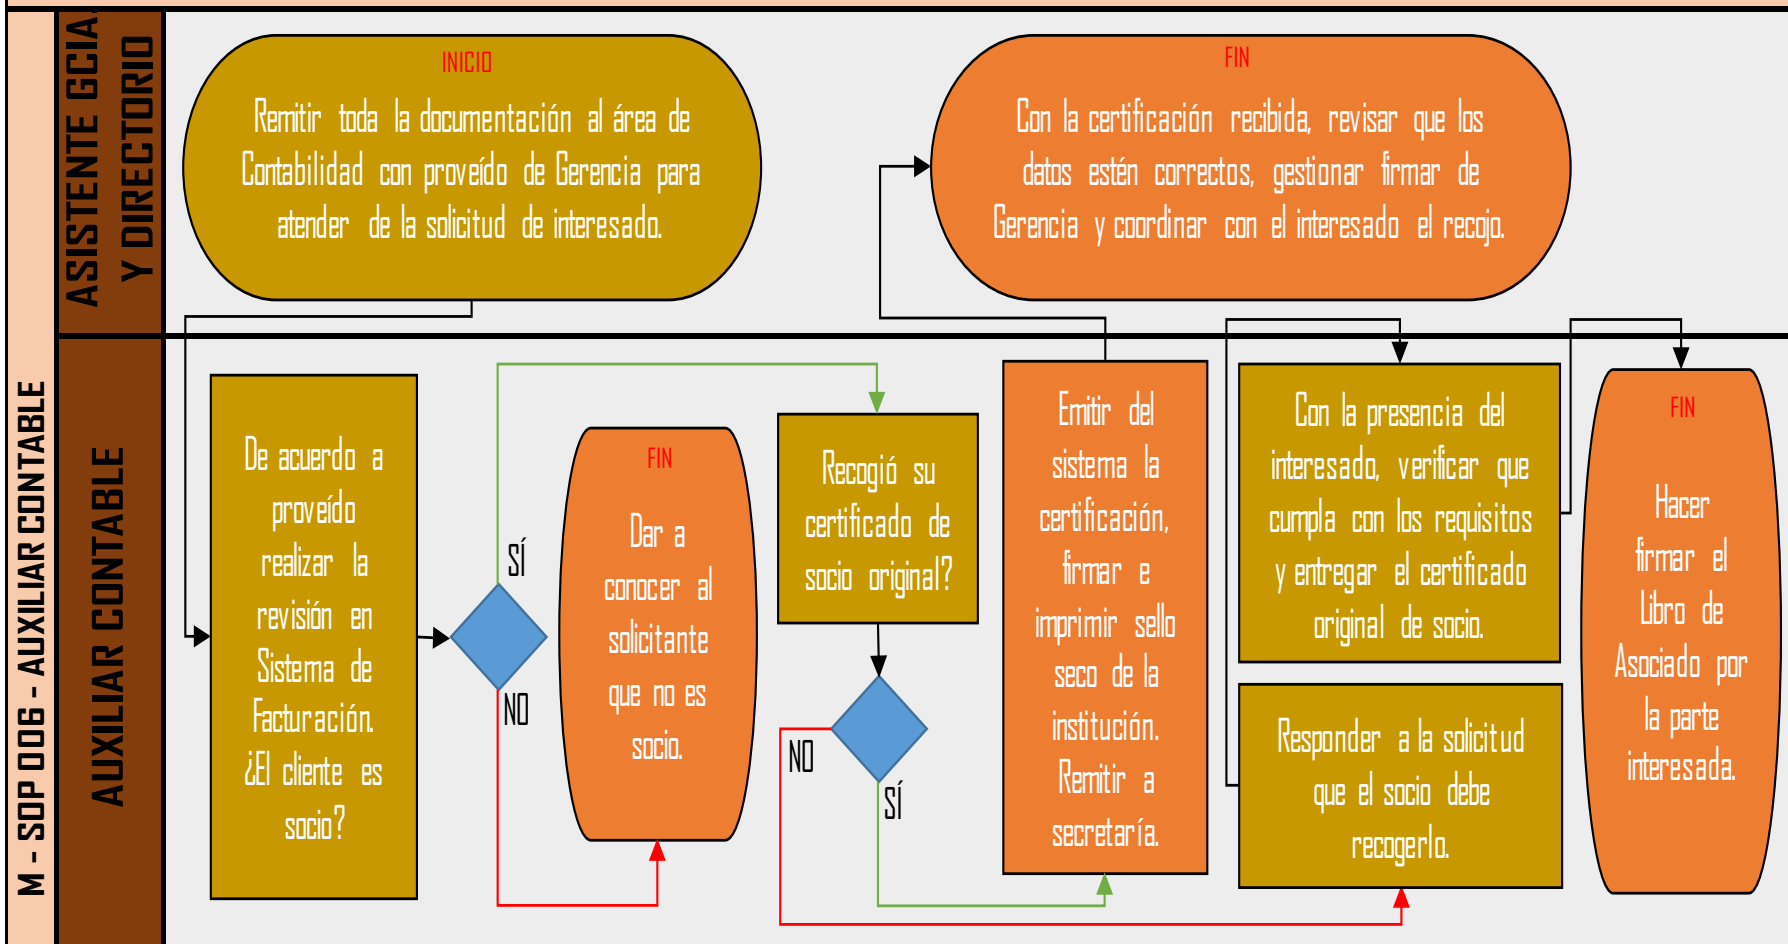 M - SOP 006 - AUXILIAR CONTABLE
ASISTENTE GCIA.
Y DIRECTORIO
INICIO
Remitir toda la documentación al área de
Contabilidad con proveído de Gerencia para
atender de la solicitud de interesado.
FIN
Con la certificación recibida, revisar que los
datos estén correctos, gestionar firmar de
Gerencia y coordinar con el interesado el recojo.
AUXILIAR CONTABLE
De acuerdo a
proveído
realizar la
revisión en
Sistema de
Facturación.
¿El cliente es
socio?
SÍ
NO
FIN
Dar a
conocer al
solicitante
que no es
socio.
Recogió su
certificado de
socio original?
NO
SÍ
Emitir del
sistema la
certificación,
firmar e
imprimir sello
seco de la
institución.
Remitir a
secretaría.
Con la presencia del
interesado, verificar que
cumpla con los requisitos
y entregar el certificado
original de socio.
Responder a la solicitud
que el socio debe
recogerlo.
FIN
Hacer
firmar el
Libro de
Asociado por
la parte
interesada.